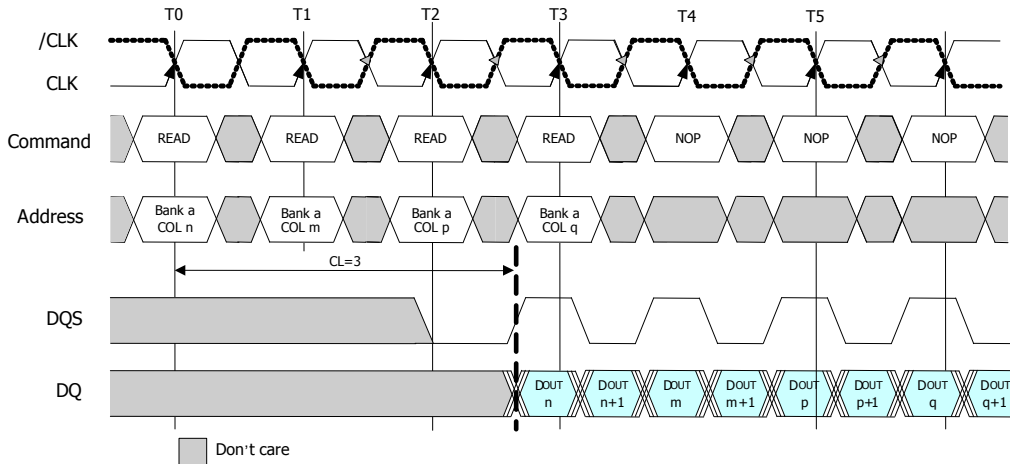 T0 T1 T2 T3 T4 T5
/CLK
CLK
Command READ READ READ READ NOP NOP NOP
Address Bank a Bank a Bank a Bank a
COL n COL m COL p COL q
CL=3
DQS
DQ DOUT DOUT DOUT DOUT DOUT DOUT DOUT DOUT
n n+1 m m+1 p p+1 q q+1
Don't care